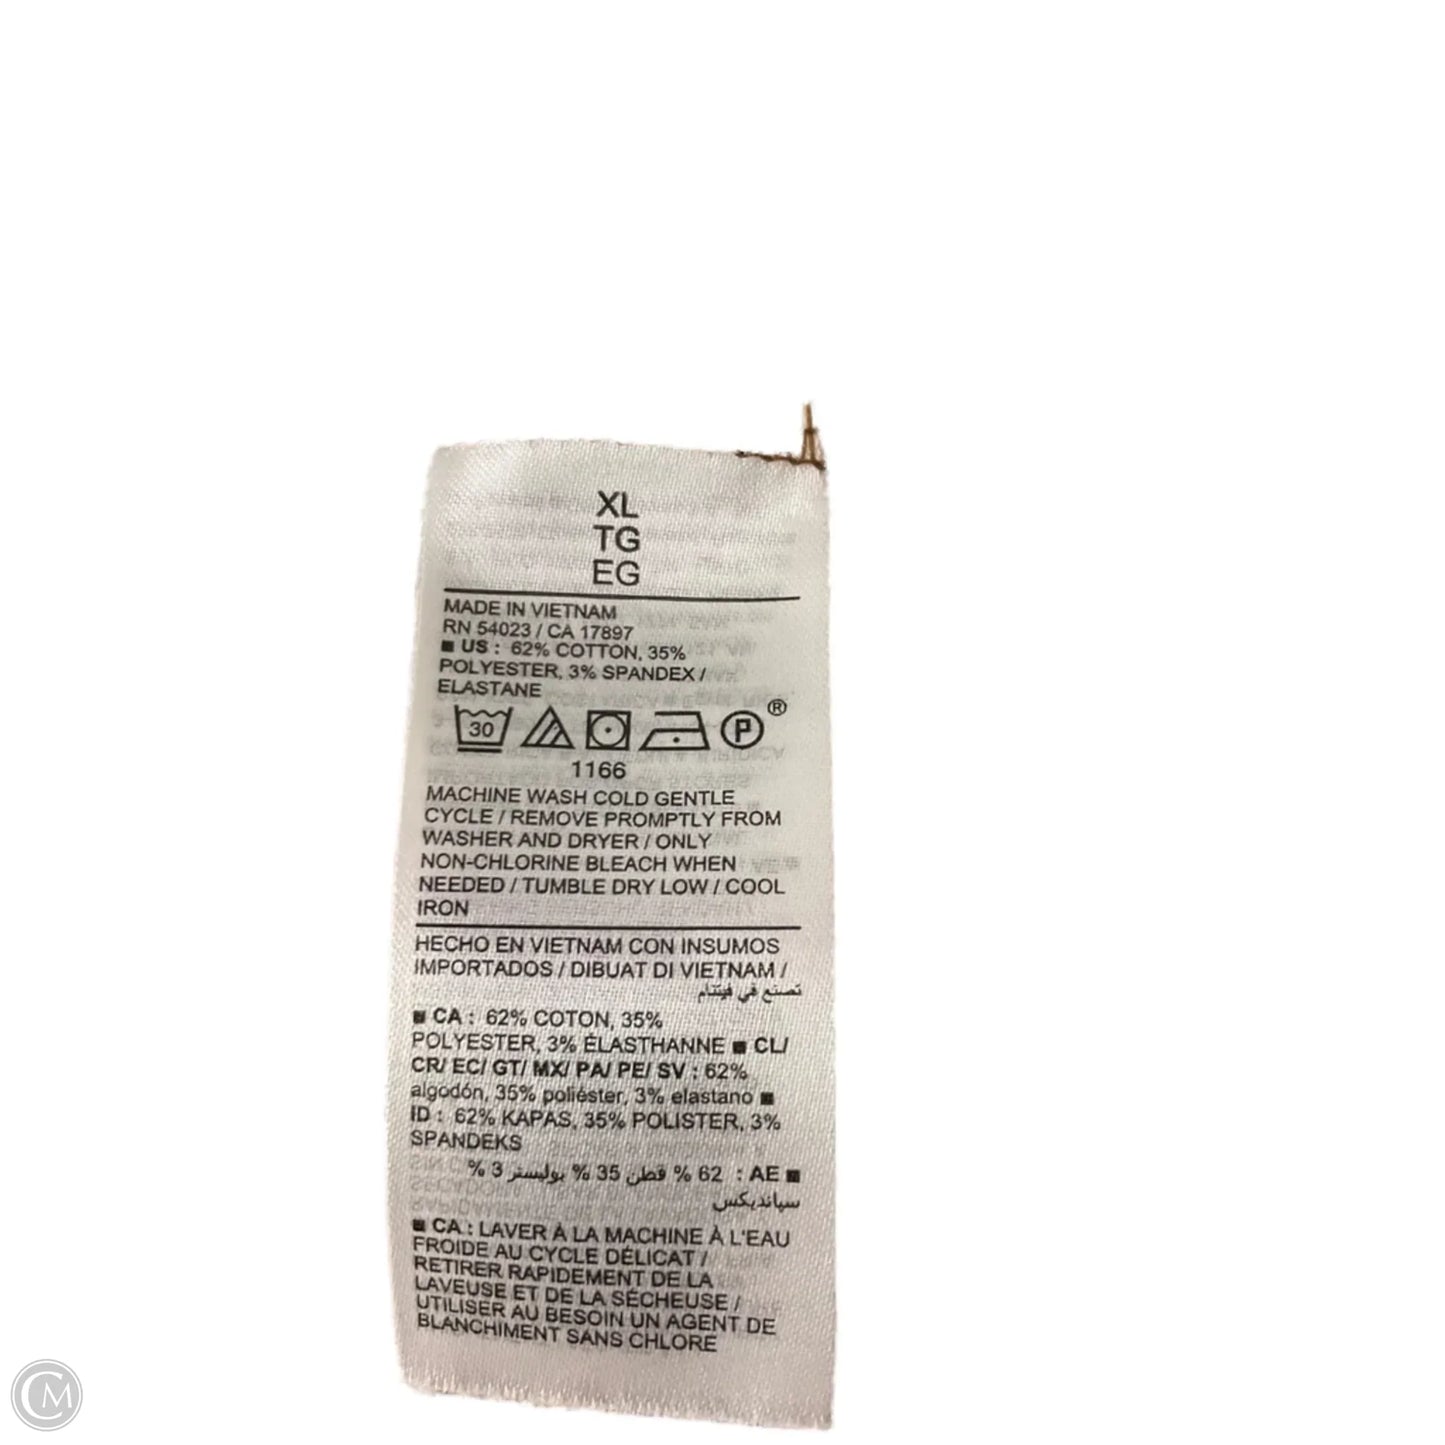 XL
TG
EG
MADE IN VIETNAM
RN 54023 / CA 17897
■ US : 62% COTTON, 35%
POLYESTER, 3% SPANDEX /
ELASTANE
30 P ®
1166
MACHINE WASH COLD GENTLE
CYCLE / REMOVE PROMPTLY FROM
WASHER AND DRYER / ONLY
NON-CHLORINE BLEACH WHEN
NEEDED / TUMBLE DRY LOW / COOL
IRON
HECHO EN VIETNAM CON INSUMOS
IMPORTADOS / DIBUAT DI VIETNAM /
تصنع في فيتنام
■ CA : 62% COTON, 35%
POLYESTER, 3% ÉLASTHANNE ■ CL/
CR/ EC/ GT/ MX/ PA/ PE/ SV : 62%
algodón, 35% poliéster, 3% elastano ■
ID : 62% KAPAS, 35% POLISTER, 3%
SPANDEKS
■ AE : 62 % قطن 35 % بوليستر 3 %
سپانديكس
■ CA : LAVER À LA MACHINE À L'EAU
FROIDE AU CYCLE DÉLICAT /
RETIRER RAPIDEMENT DE LA
LAVEUSE ET DE LA SÉCHEUSE /
UTILISER AU BESOIN UN AGENT DE
BLANCHIMENT SANS CHLORE
CM